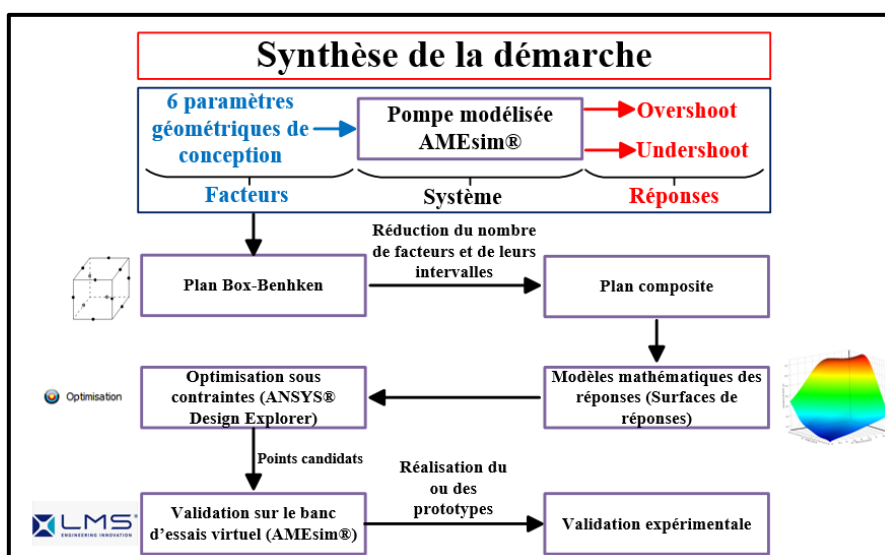 Synthèse de la démarche
6 paramètres
géométriques de
conception
Pompe modélisée
AMEsim®
Overshoot
Undershoot
Facteurs
Système
Réponses
Réduction du nombre
de facteurs et de leurs
intervalles
Plan Box-Benhken
Plan composite
Optimisation
Optimisation sous
contraintes (ANSYS®
Design Explorer)
Modèles mathématiques des
réponses (Surfaces de
réponses)
Points candidats
Réalisation du
ou des
prototypes
LMS®
ENGINEERING INNOVATION
Validation sur le banc
d'essais virtuel (AMEsim®)
Validation expérimentale